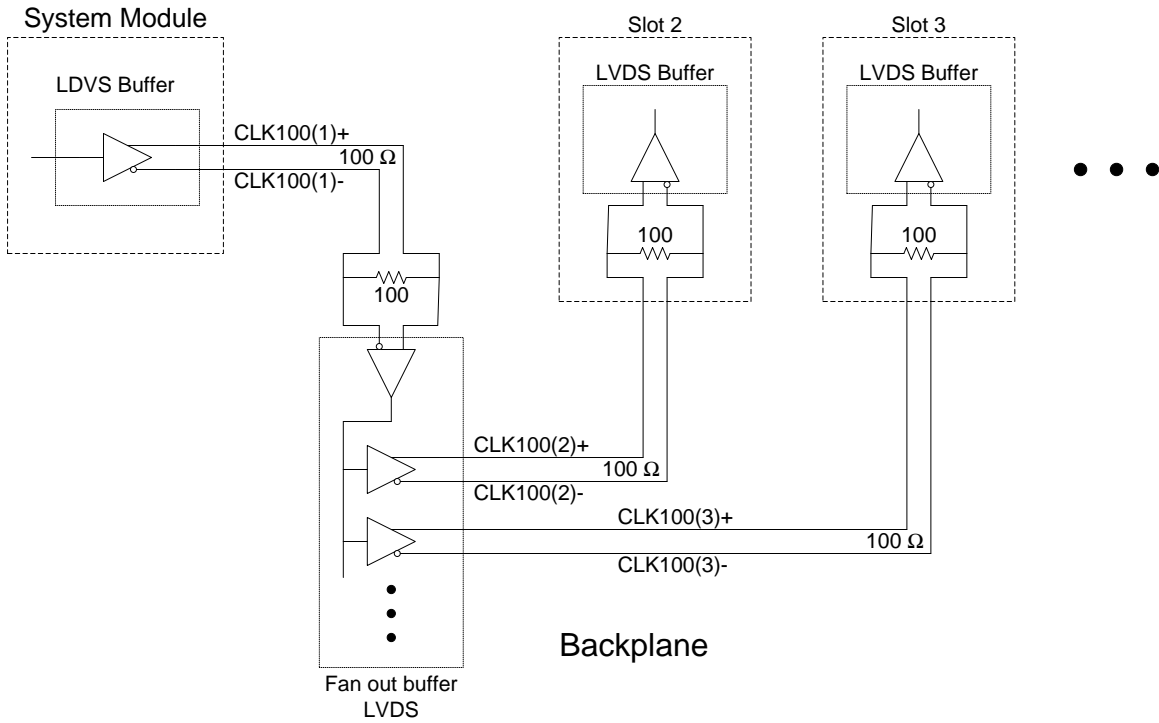 System Module
LDVS Buffer
CLK100(1)+
100 Ω
CLK100(1)-
100
Slot 2
LVDS Buffer
100
Slot 3
LVDS Buffer
100
CLK100(2)+
100 Ω
CLK100(2)-
CLK100(3)+
100 Ω
CLK100(3)-
Backplane
Fan out buffer
LVDS